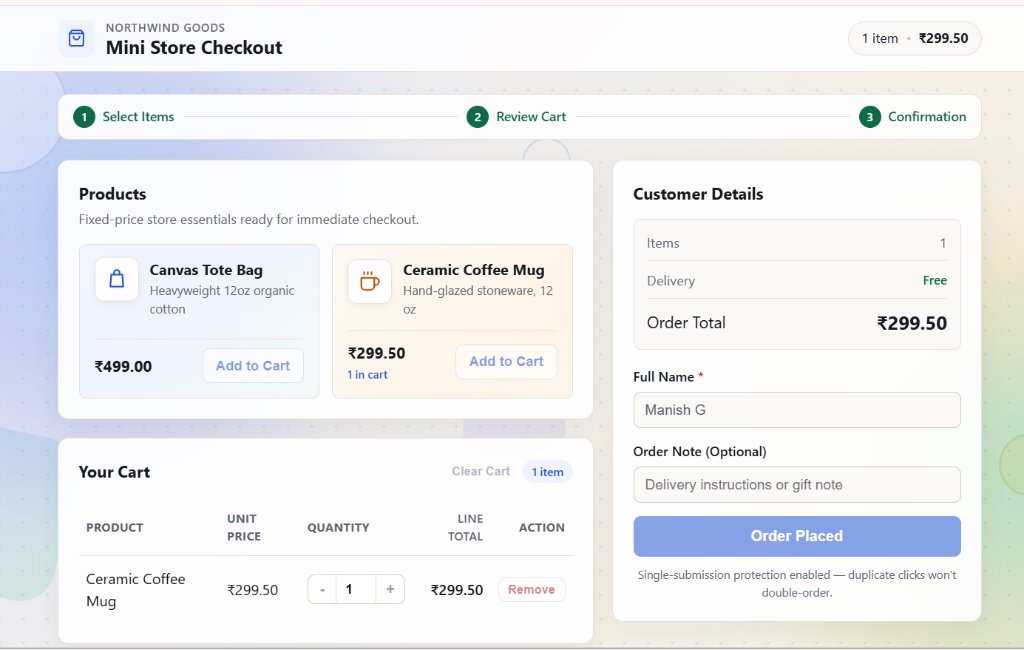 NORTHWIND GOODS
Mini Store Checkout
1 item • ₹299.50
1 Select Items
2 Review Cart
3 Confirmation
Products
Fixed-price store essentials ready for immediate checkout.
Canvas Tote Bag
Heavyweight 12oz organic
cotton
₹499.00
Add to Cart
Ceramic Coffee Mug
Hand-glazed stoneware, 12
oz
₹299.50
1 in cart
Add to Cart
Your Cart
Clear Cart
1 item
PRODUCT
UNIT
PRICE
QUANTITY
LINE
TOTAL
ACTION
Ceramic Coffee
Mug
₹299.50
- 1 +
₹299.50
Remove
Customer Details
Items 1
Delivery Free
Order Total ₹299.50
Full Name *
Manish G
Order Note (Optional)
Delivery instructions or gift note
Order Placed
Single-submission protection enabled — duplicate clicks won't
double-order.